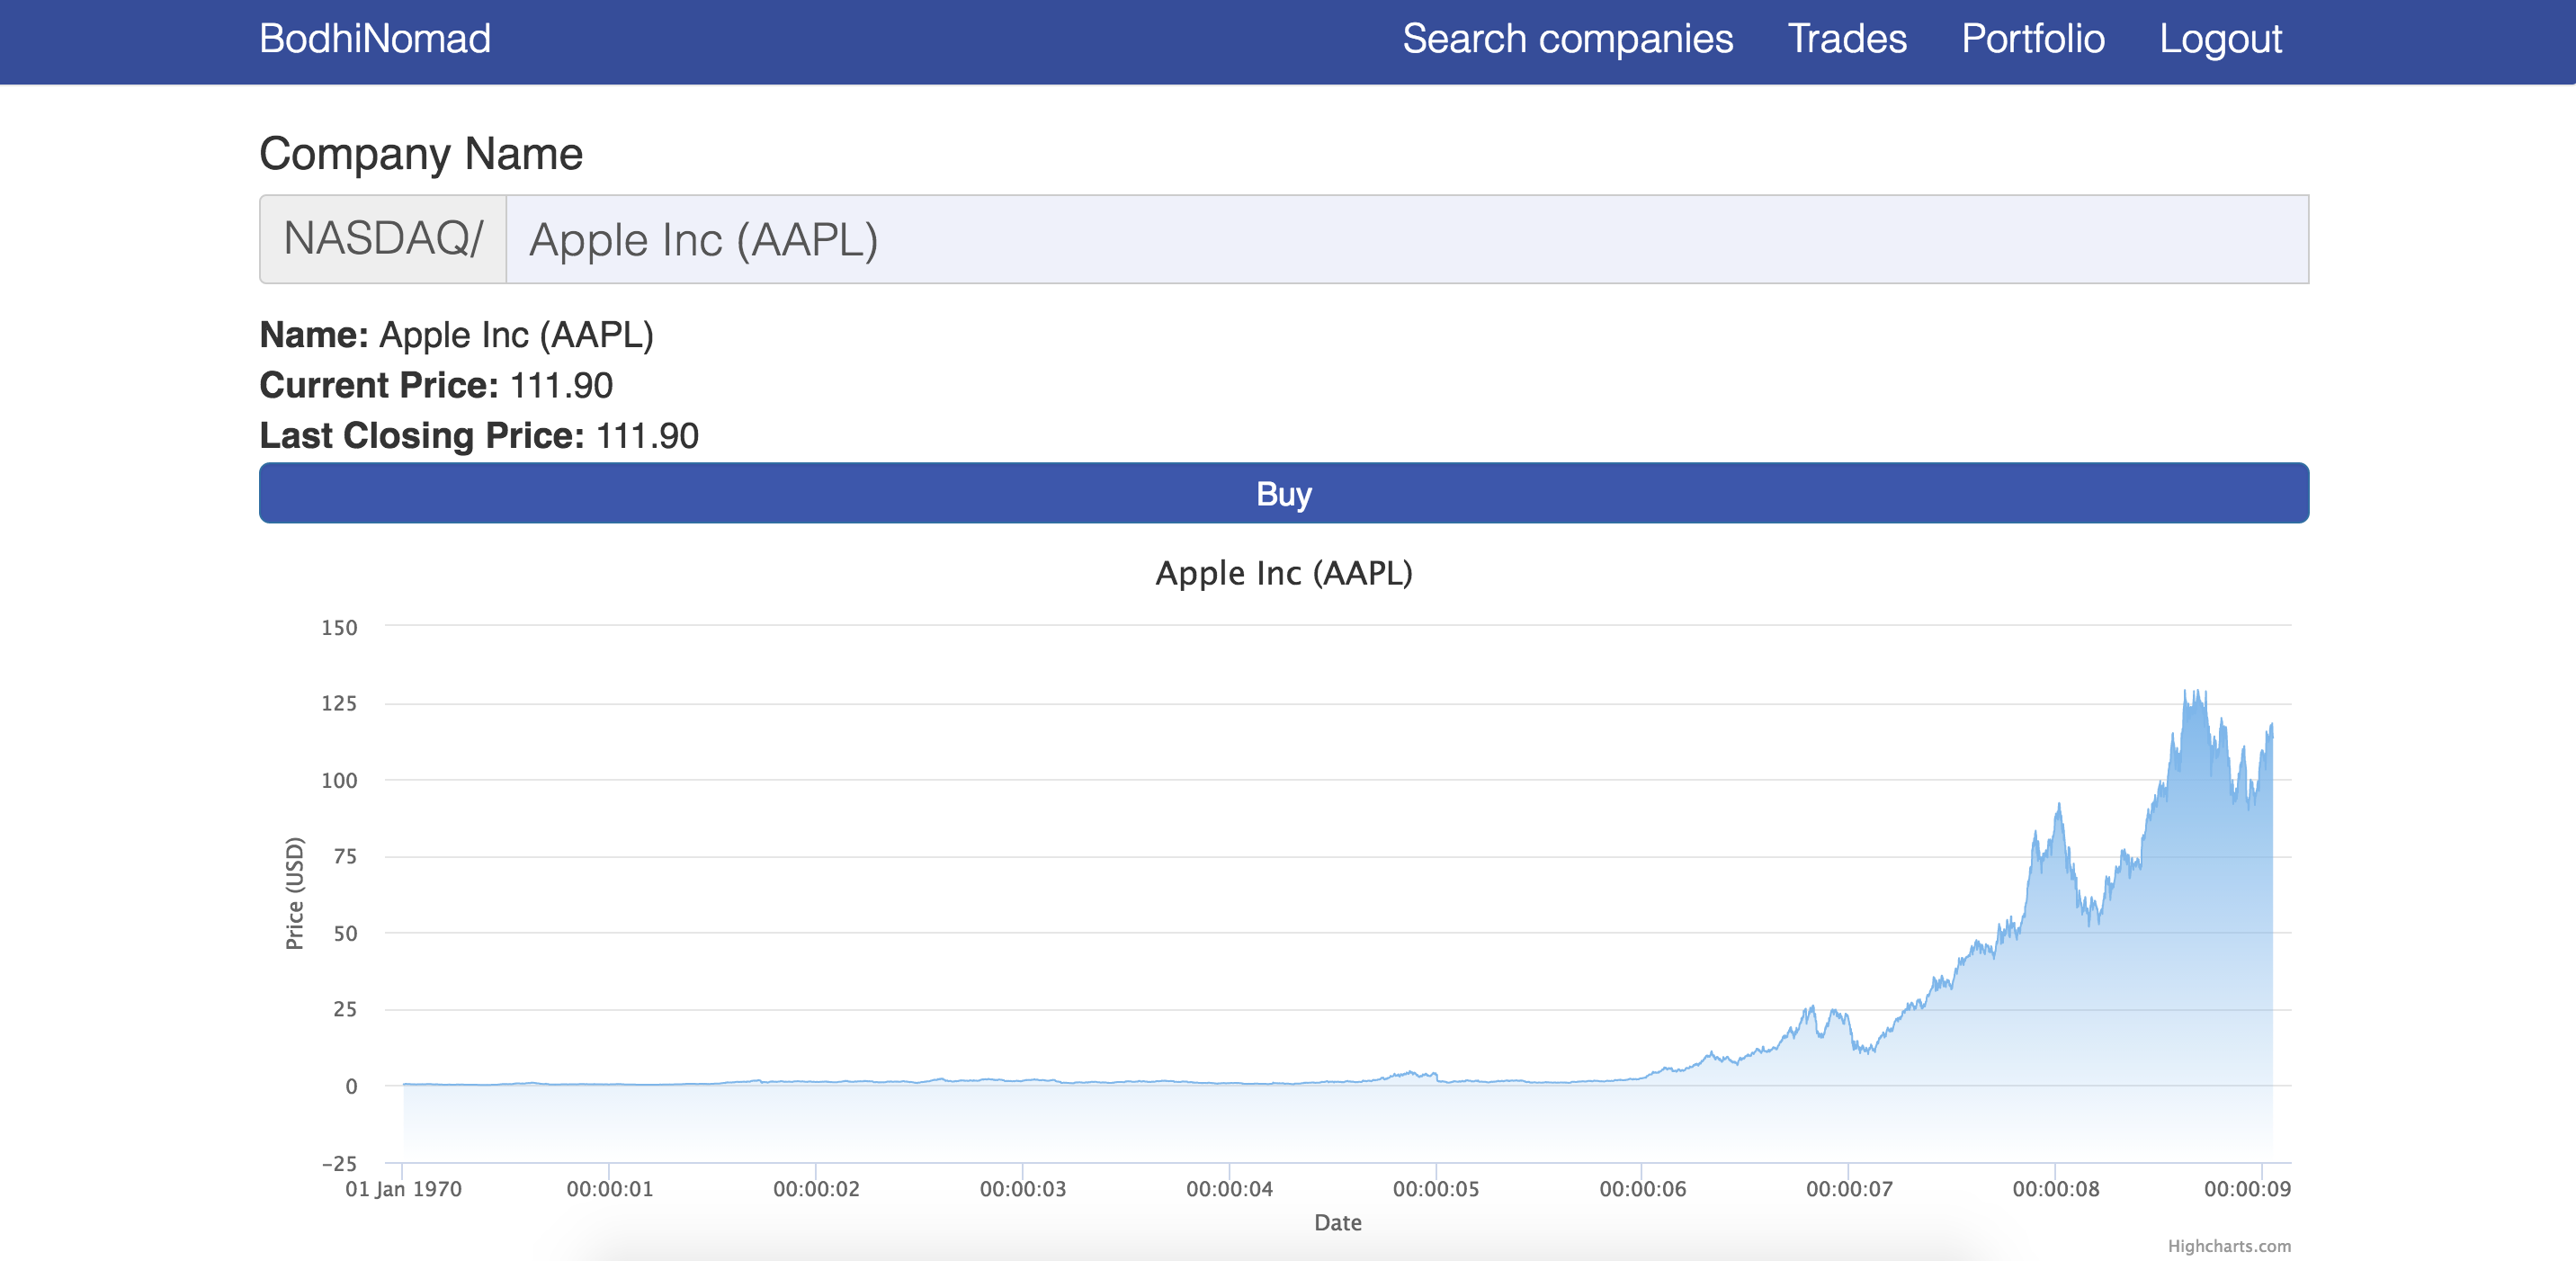 BodhiNomad Search companies Trades Portfolio Logout
Company Name
NASDAQ/ Apple Inc (AAPL)
Name: Apple Inc (AAPL)
Current Price: 111.90
Last Closing Price: 111.90
Buy
Apple Inc (AAPL)
150
125
100
75
50
25
0
−25
Price (USD)
01 Jan 1970 00:00:01 00:00:02 00:00:03 00:00:04 00:00:05 00:00:06 00:00:07 00:00:08 00:00:09
Date
Highcharts.com